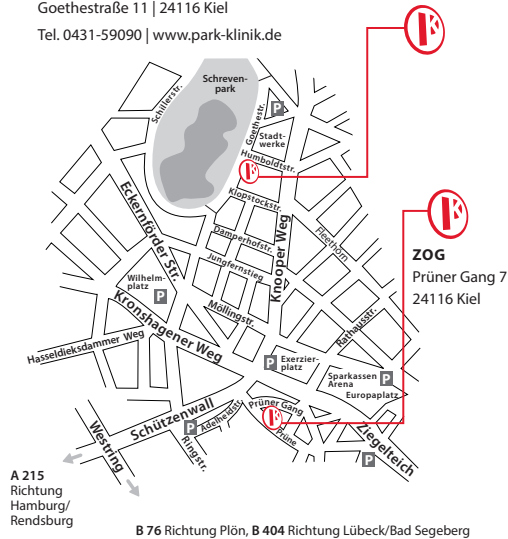 Goethestraße 11 | 24116 Kiel
Tel. 0431-59090 | www.park-klinik.de
Schreven-
park
Schillerstr.
Goethestr.
P
Stadt-
werke
Humboldtstr.
Klopstockstr.
Eckernförder Str.
Damperhofstr.
Fleethörn
Knooper Weg
Jungfernstieg
ZOG
Prüner Gang 7
24116 Kiel
Wilhelm-
platz
P
Kronshagener Weg
Möllingstr.
Rathausstr.
Hasseldieksdammer Weg
P
Exerzier-
platz
Sparkassen
Arena
P
Europaplatz
Prüner Gang
Schützenwall
Adelheidstr.
P
Prüne
Ziegelteich
P
Westring
Ringstr.
A 215
Richtung
Hamburg/
Rendsburg
B 76 Richtung Plön, B 404 Richtung Lübeck/Bad Segeberg